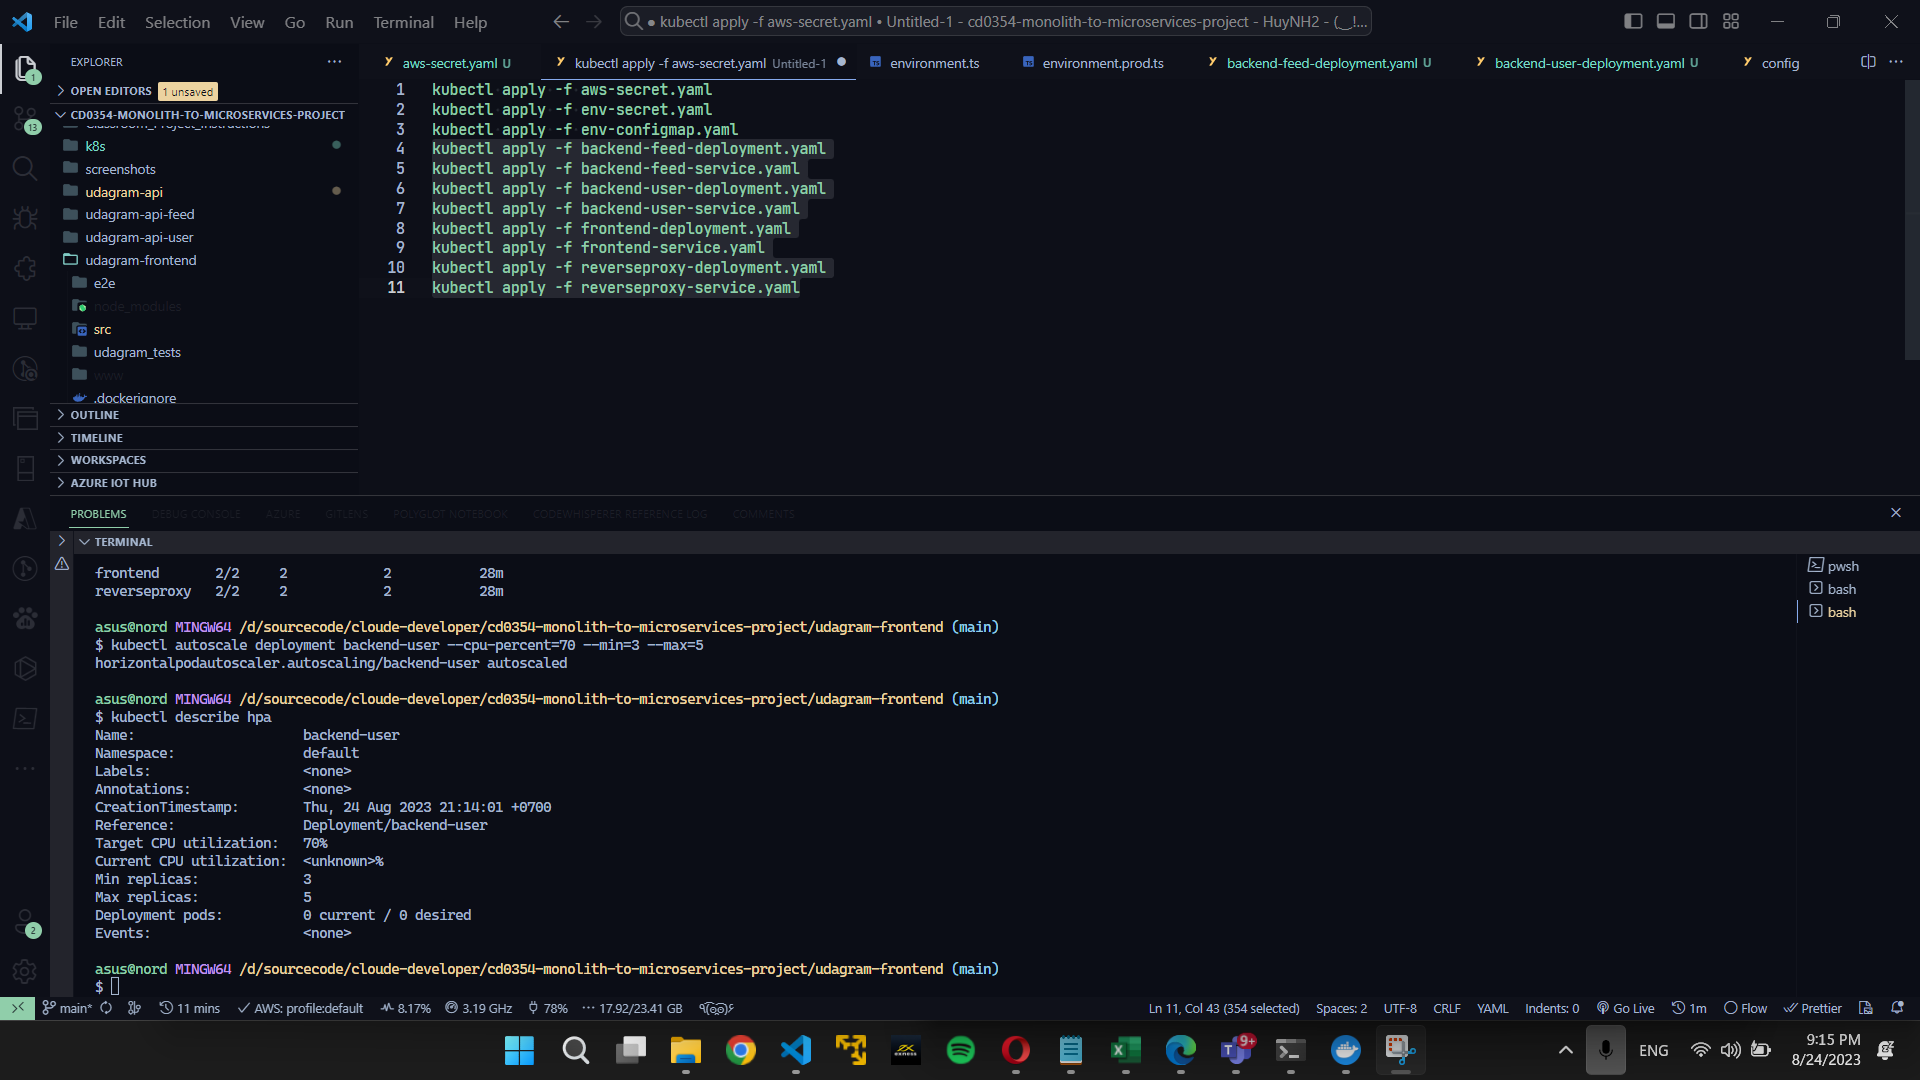 File Edit Selection View Go Run Terminal Help
● kubectl apply -f aws-secret.yaml • Untitled-1 - cd0354-monolith-to-microservices-project - HuyNH2 - (‿!...
EXPLORER
OPEN EDITORS 1 unsaved
CD0354-MONOLITH-TO-MICROSERVICES-PROJECT
Classroom_Project_Instructions
k8s
screenshots
udagram-api
udagram-api-feed
udagram-api-user
udagram-frontend
e2e
node_modules
src
udagram_tests
www
.dockerignore
OUTLINE
TIMELINE
WORKSPACES
AZURE IOT HUB
1
13
2
aws-secret.yaml U
kubectl apply -f aws-secret.yaml Untitled-1
environment.ts
environment.prod.ts
backend-feed-deployment.yaml U
backend-user-deployment.yaml U
config
1 kubectl apply -f aws-secret.yaml
2 kubectl apply -f env-secret.yaml
3 kubectl apply -f env-configmap.yaml
4 kubectl apply -f backend-feed-deployment.yaml
5 kubectl apply -f backend-feed-service.yaml
6 kubectl apply -f backend-user-deployment.yaml
7 kubectl apply -f backend-user-service.yaml
8 kubectl apply -f frontend-deployment.yaml
9 kubectl apply -f frontend-service.yaml
10 kubectl apply -f reverseproxy-deployment.yaml
11 kubectl apply -f reverseproxy-service.yaml
PROBLEMS DEBUG CONSOLE AZURE GITLENS POLYGLOT NOTEBOOK CODEWHISPERER REFERENCE LOG COMMENTS
TERMINAL
frontend 2/2 2 2 28m
reverseproxy 2/2 2 2 28m
asus@nord MINGW64 /d/sourcecode/cloude-developer/cd0354-monolith-to-microservices-project/udagram-frontend (main)
$ kubectl autoscale deployment backend-user --cpu-percent=70 --min=3 --max=5
horizontalpodautoscaler.autoscaling/backend-user autoscaled
asus@nord MINGW64 /d/sourcecode/cloude-developer/cd0354-monolith-to-microservices-project/udagram-frontend (main)
$ kubectl describe hpa
Name: backend-user
Namespace: default
Labels: <none>
Annotations: <none>
CreationTimestamp: Thu, 24 Aug 2023 21:14:01 +0700
Reference: Deployment/backend-user
Target CPU utilization: 70%
Current CPU utilization: <unknown>%
Min replicas: 3
Max replicas: 5
Deployment pods: 0 current / 0 desired
Events: <none>
asus@nord MINGW64 /d/sourcecode/cloude-developer/cd0354-monolith-to-microservices-project/udagram-frontend (main)
$
pwsh
bash
bash
main* 11 mins AWS: profile:default 8.17% 3.19 GHz 78% 17.92/23.41 GB
Ln 11, Col 43 (354 selected) Spaces: 2 UTF-8 CRLF YAML Indents: 0 Go Live 1m Flow Prettier
9+
ENG
9:15 PM
8/24/2023